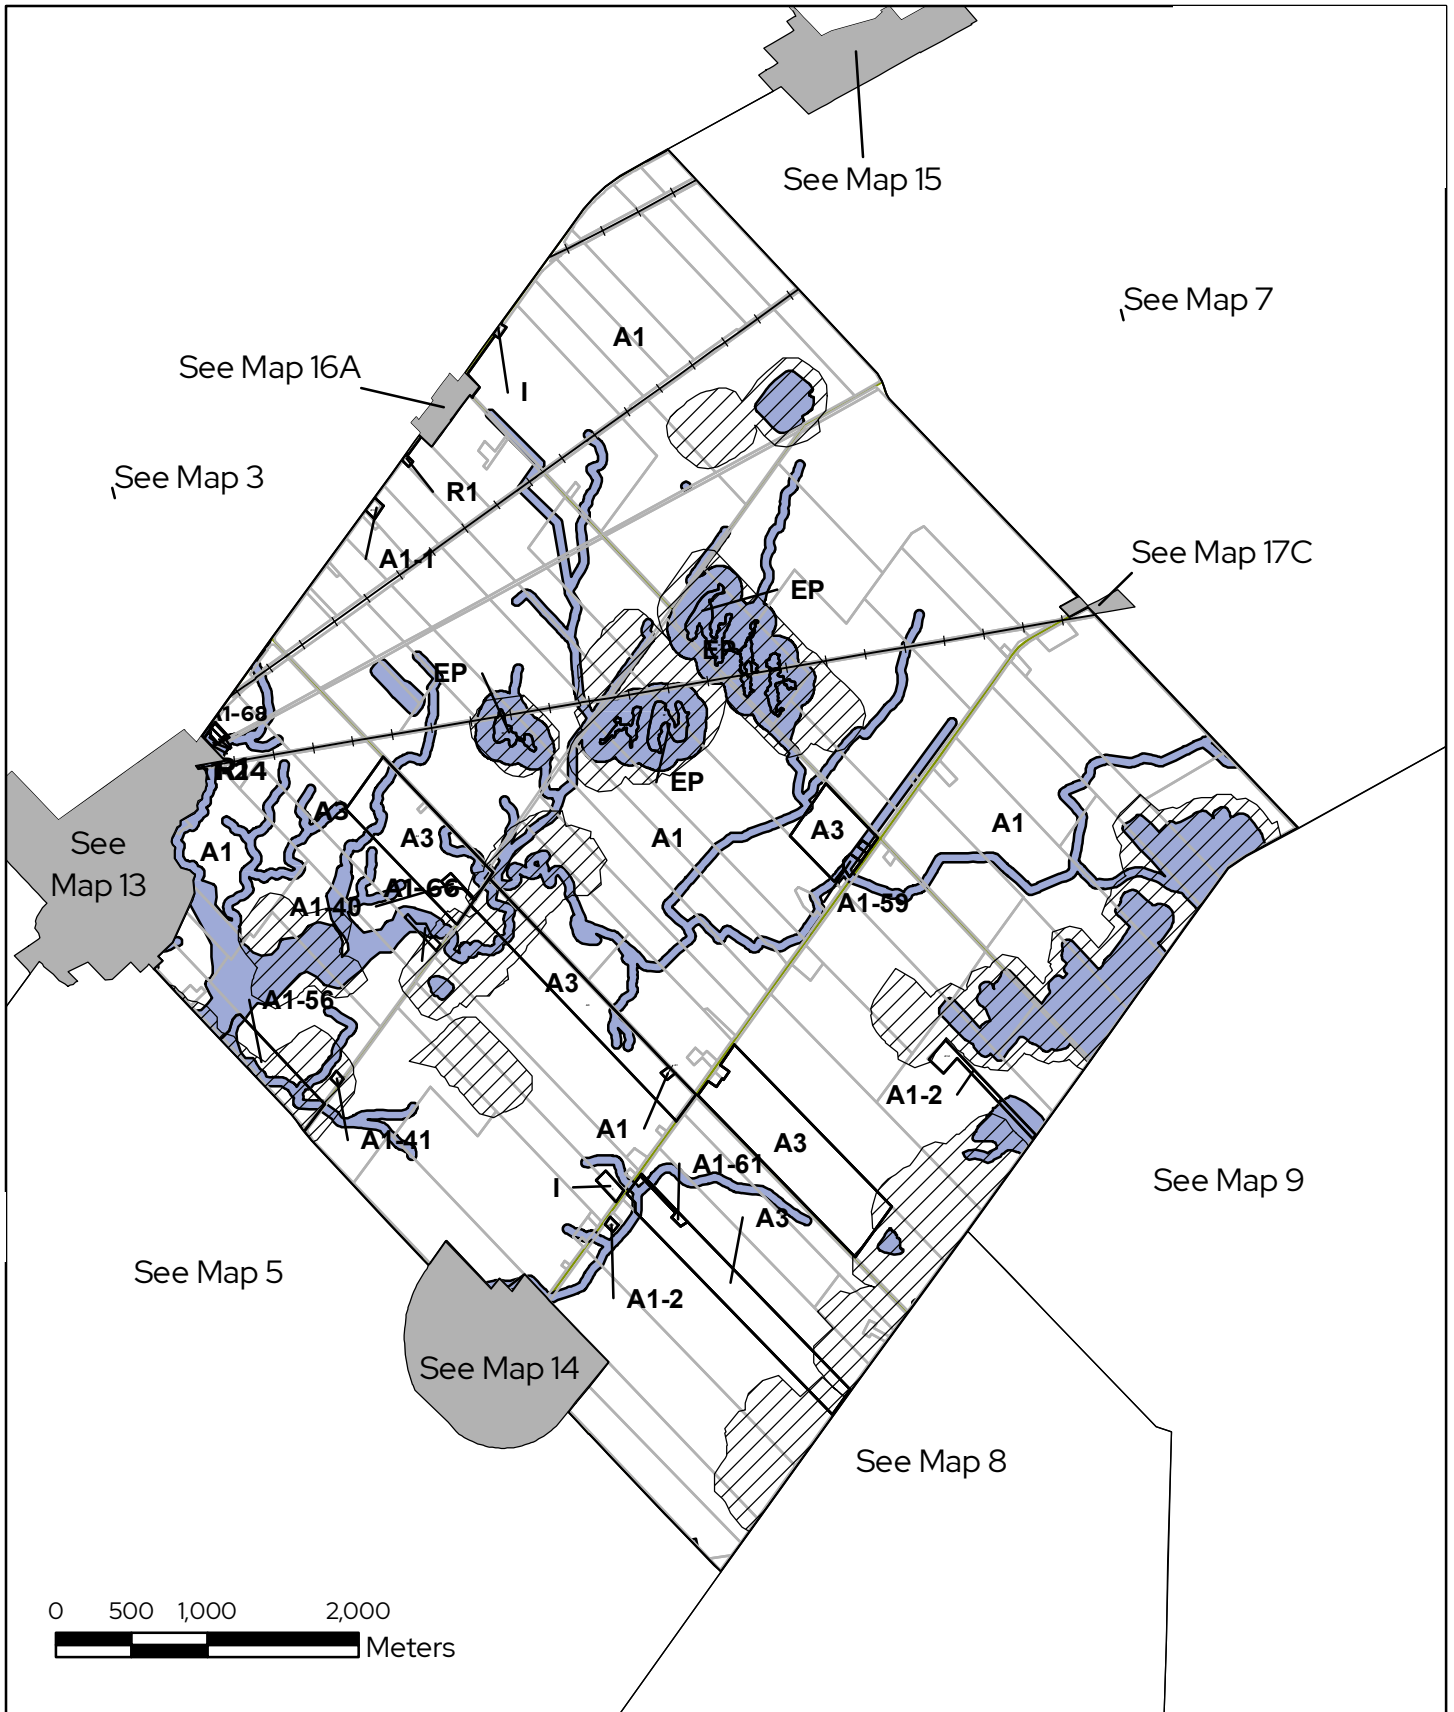 See Map 15
See Map 7
A1
See Map 16A
I
See Map 3
R1
A1-1
See Map 17C
EP
EP
EP
A1-68
EP
A3
A3
A1
A3
A1
A1
See
Map 13
A1-66
A1-40
A1-59
A3
A1-56
A1-2
A1
A1-41
A3
A1-61
I
See Map 9
A3
See Map 5
A1-2
See Map 14
See Map 8
0 500 1,000 2,000
Meters